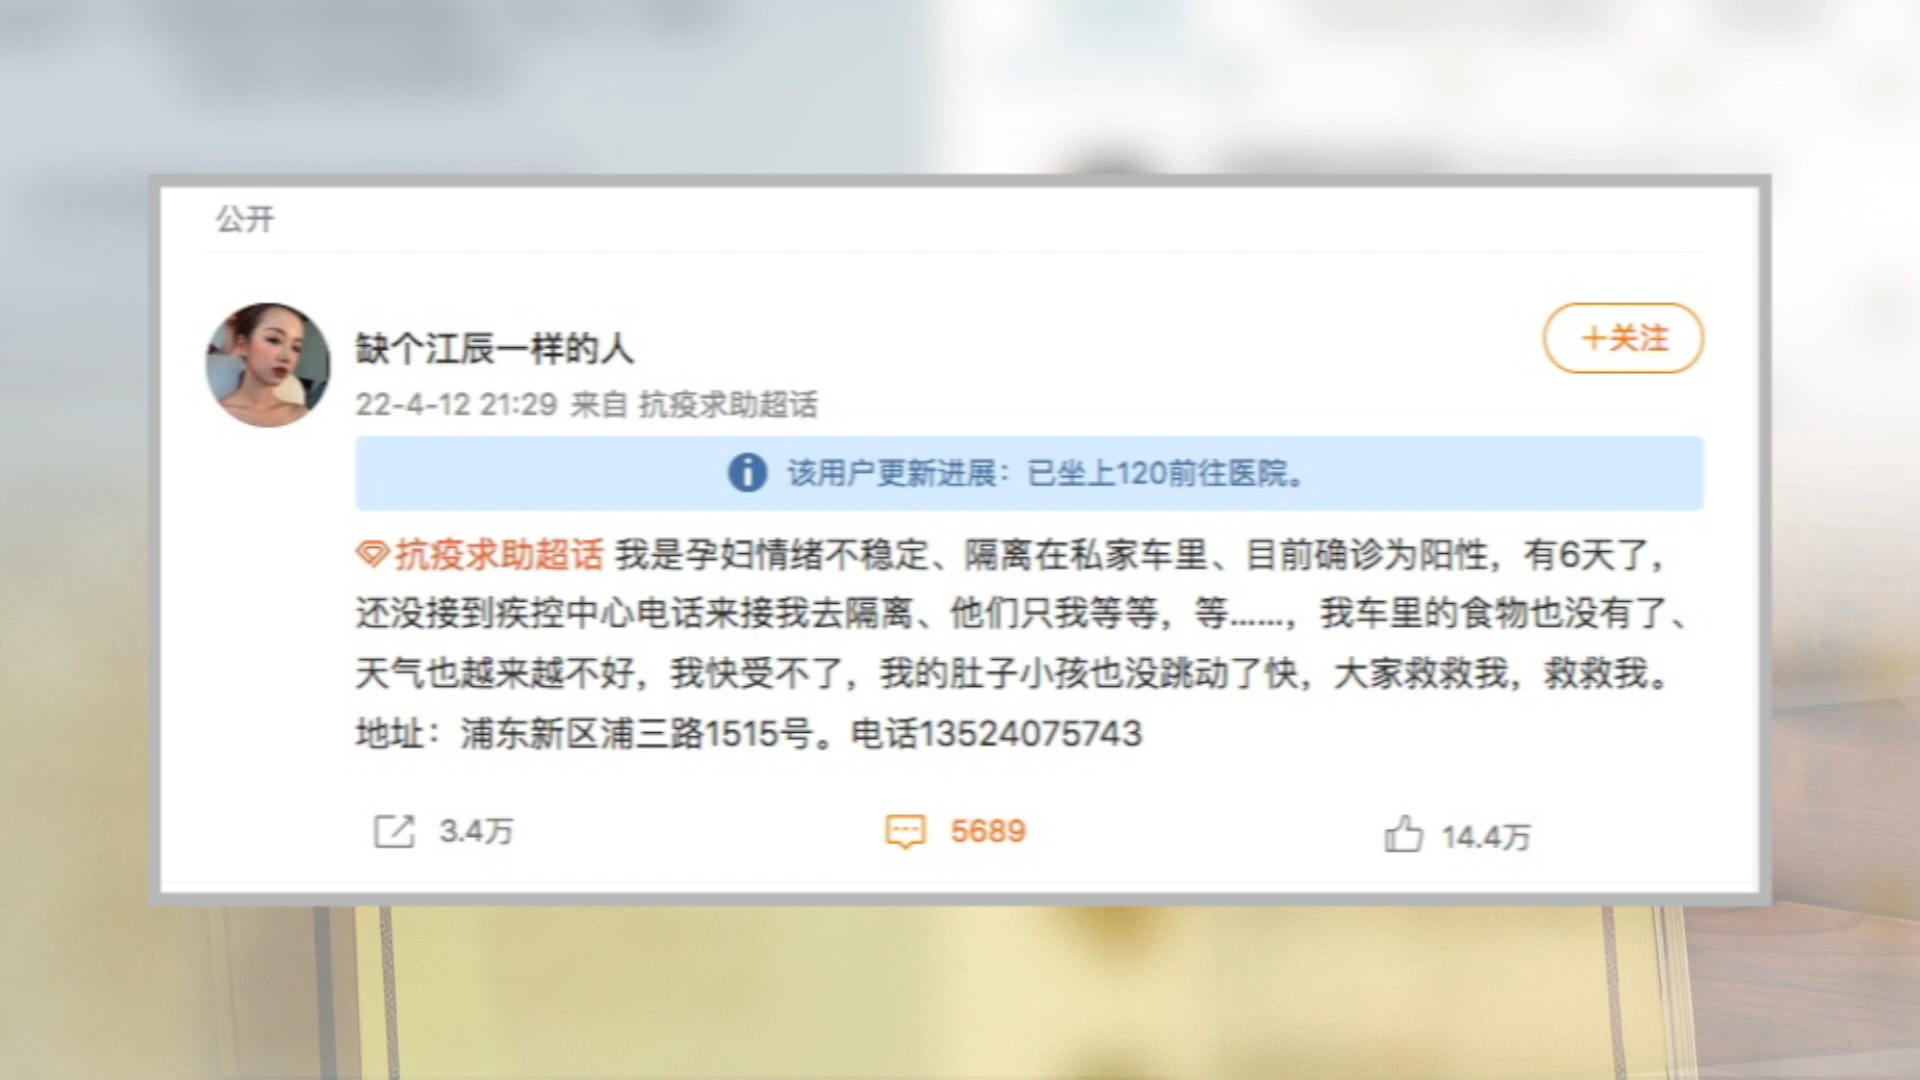 公开
缺个江辰一样的人
+关注
22-4-12 21:29 来自 抗疫求助超话
该用户更新进展：已坐上120前往医院。
抗疫求助超话 我是孕妇情绪不稳定、隔离在私家车里、目前确诊为阳性，有6天了，
还没接到疾控中心电话来接我去隔离、他们只我等等，等......，我车里的食物也没有了、
天气也越来越不好，我快受不了，我的肚子小孩也没跳动了快，大家救救我，救救我。
地址：浦东新区浦三路1515号。电话13524075743
3.4万
5689
14.4万